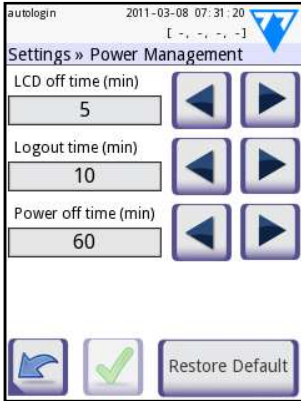 autologin 2011-03-08 07:31:20
[ -, -, -, -]
Settings » Power Management
LCD off time (min)
5
Logout time (min)
10
Power off time (min)
60
Restore Default